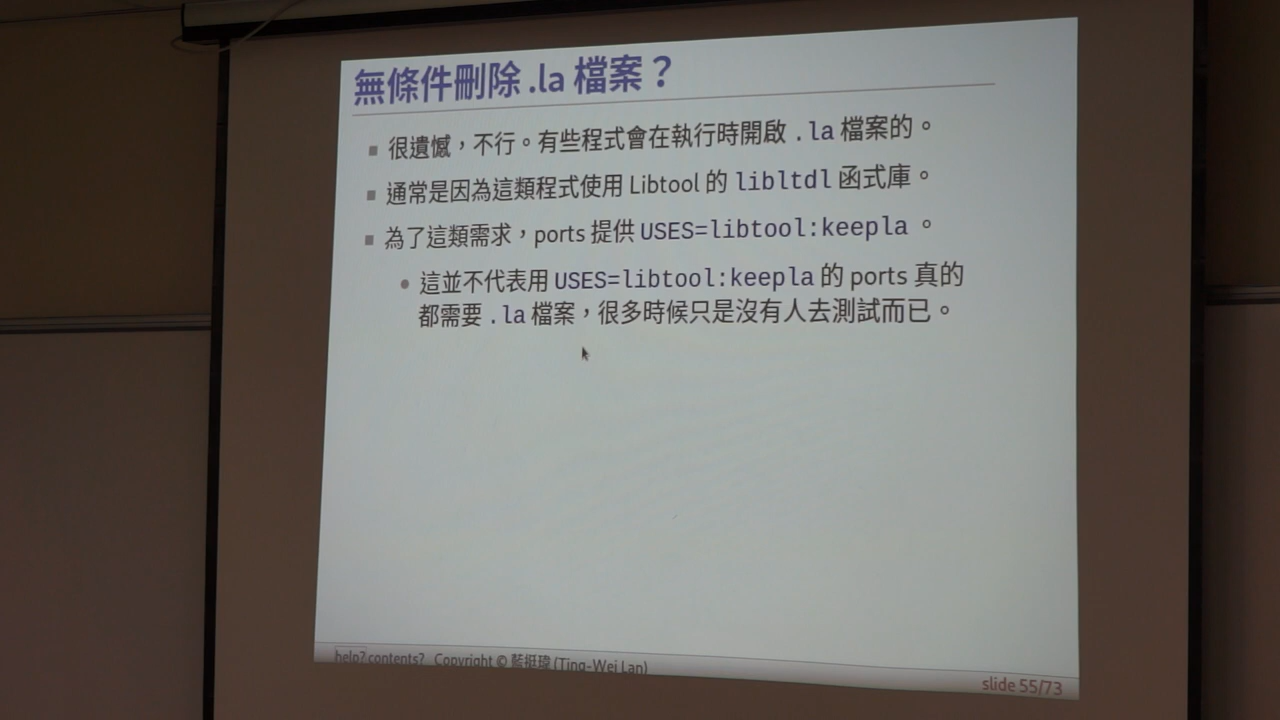 無條件刪除 .la 檔案？
很遺憾，不行。有些程式會在執行時開啟 .la 檔案的。
通常是因為這類程式使用 Libtool 的 libltdl 函式庫。
為了這類需求，ports 提供 USES=libtool:keepla 。
這並不代表用 USES=libtool:keepla 的 ports 真的
都需要 .la 檔案，很多時候只是沒有人去測試而已。
help? contents? Copyright © 藍挺瑋 (Ting-Wei Lan)
slide 55/73